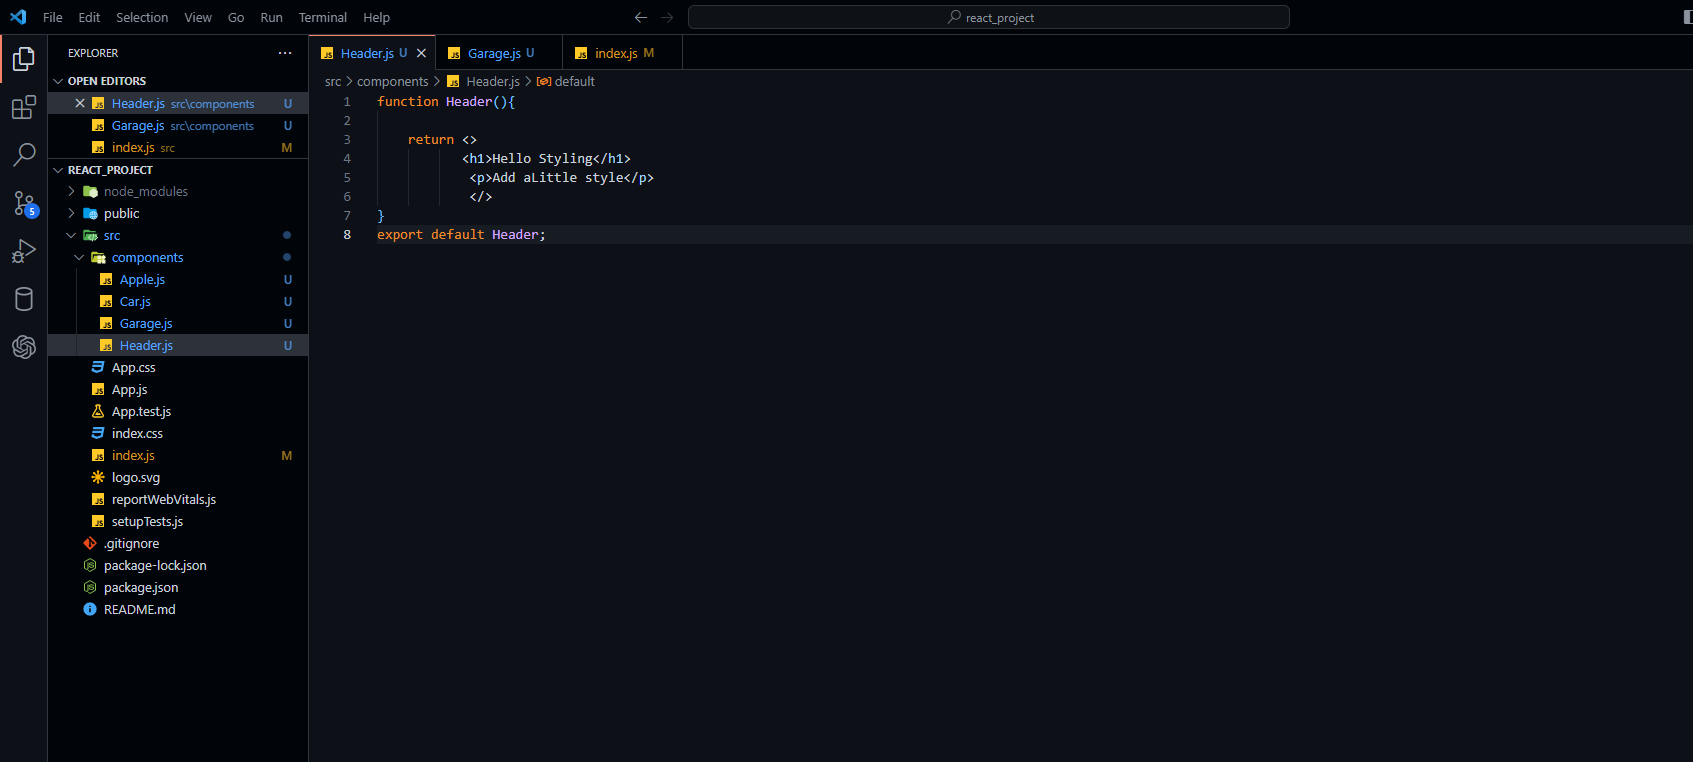 File Edit Selection View Go Run Terminal Help
react_project
EXPLORER
OPEN EDITORS
Header.js src\components U
Garage.js src\components U
index.js src M
REACT_PROJECT
node_modules
public
src
components
Apple.js U
Car.js U
Garage.js U
Header.js U
App.css
App.js
App.test.js
index.css
index.js M
logo.svg
reportWebVitals.js
setupTests.js
.gitignore
package-lock.json
package.json
README.md
5
Header.js U
Garage.js U
index.js M
src > components > Header.js > default
1 function Header(){
2
3 return <>
4 <h1>Hello Styling</h1>
5 <p>Add aLittle style</p>
6 </>
7 }
8 export default Header;